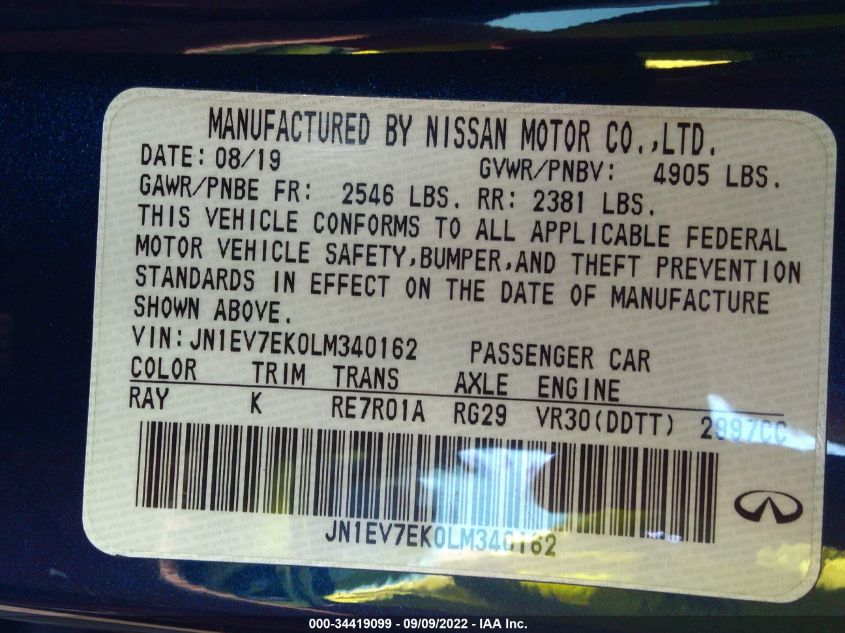 MANUFACTURED BY NISSAN MOTOR CO.,LTD.
DATE: 08/19 GVWR/PNBV: 4905 LBS.
GAWR/PNBE FR: 2546 LBS. RR: 2381 LBS.
THIS VEHICLE CONFORMS TO ALL APPLICABLE FEDERAL
MOTOR VEHICLE SAFETY,BUMPER,AND THEFT PREVENTION
STANDARDS IN EFFECT ON THE DATE OF MANUFACTURE
SHOWN ABOVE.
VIN:JN1EV7EK0LM340162 PASSENGER CAR
COLOR TRIM TRANS AXLE ENGINE
RAY K RE7R01A RG29 VR30(DDTT) 2997CC
JN1EV7EK0LM340162
000-34419099 - 09/09/2022 - IAA Inc.